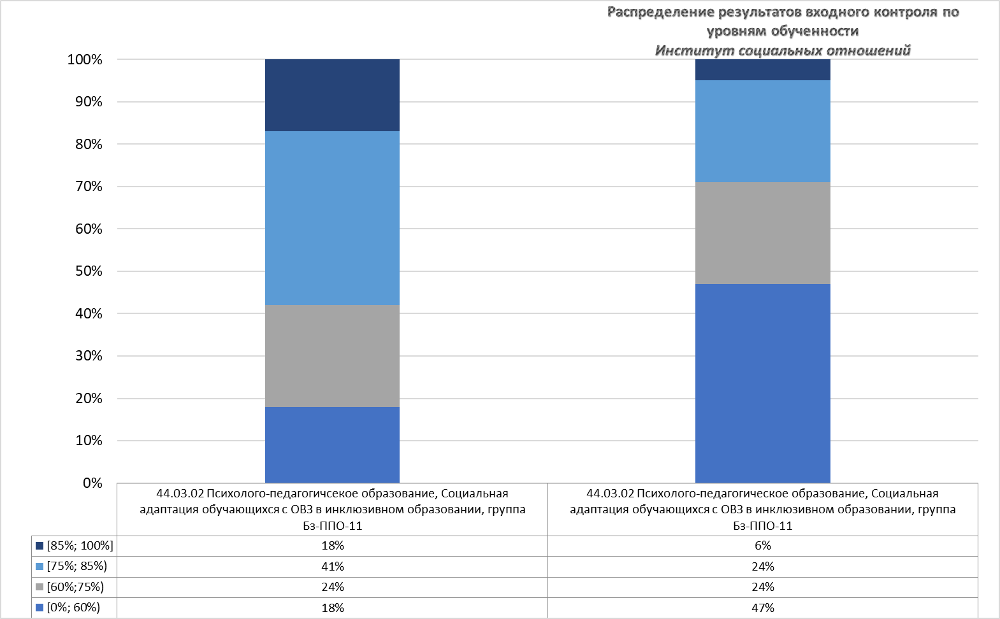 Распределение результатов входного контроля по
уровням обученности
Институт социальных отношений
100%
90%
80%
70%
60%
50%
40%
30%
20%
10%
0%
44.03.02 Психолого-педагогичсекое образование, Социальная
адаптация обучающихся с ОВЗ в инклюзивном образовании, группа
Бз-ППО-11
44.03.02 Психолого-педагогическое образование, Социальная
адаптация обучающихся с ОВЗ в инклюзивном образовании, группа
Бз-ППО-11
[85%; 100%] 18% 6%
[75%; 85%) 41% 24%
[60%;75%) 24% 24%
[0%; 60%) 18% 47%